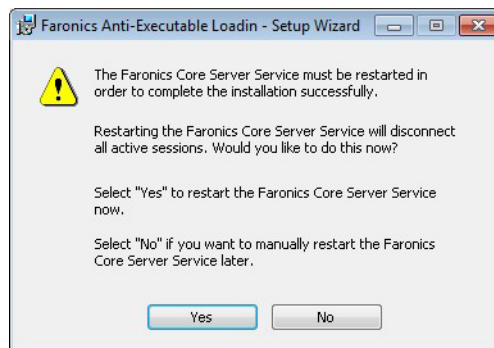 Faronics Anti-Executable Loadin - Setup Wizard
The Faronics Core Server Service must be restarted in
order to complete the installation successfully.
Restarting the Faronics Core Server Service will disconnect
all active sessions. Would you like to do this now?
Select "Yes" to restart the Faronics Core Server Service
now.
Select "No" if you want to manually restart the Faronics
Core Server Service later.
Yes
No